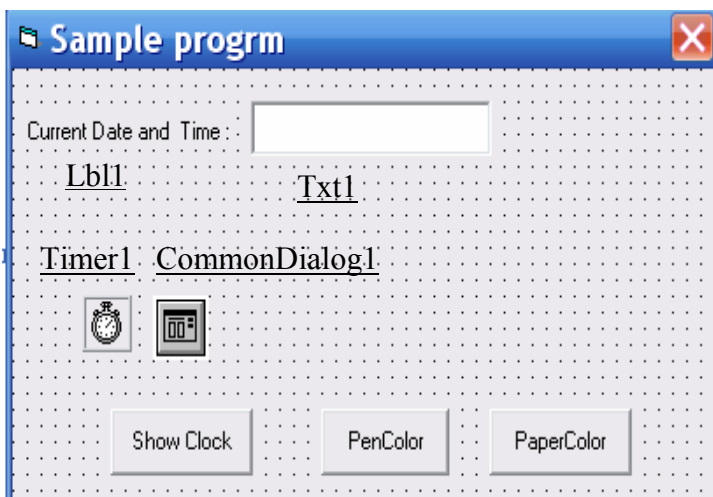 Sample progrm
Current Date and Time :
Lbl1 Txt1
Timer1 CommonDialog1
Show Clock PenColor PaperColor